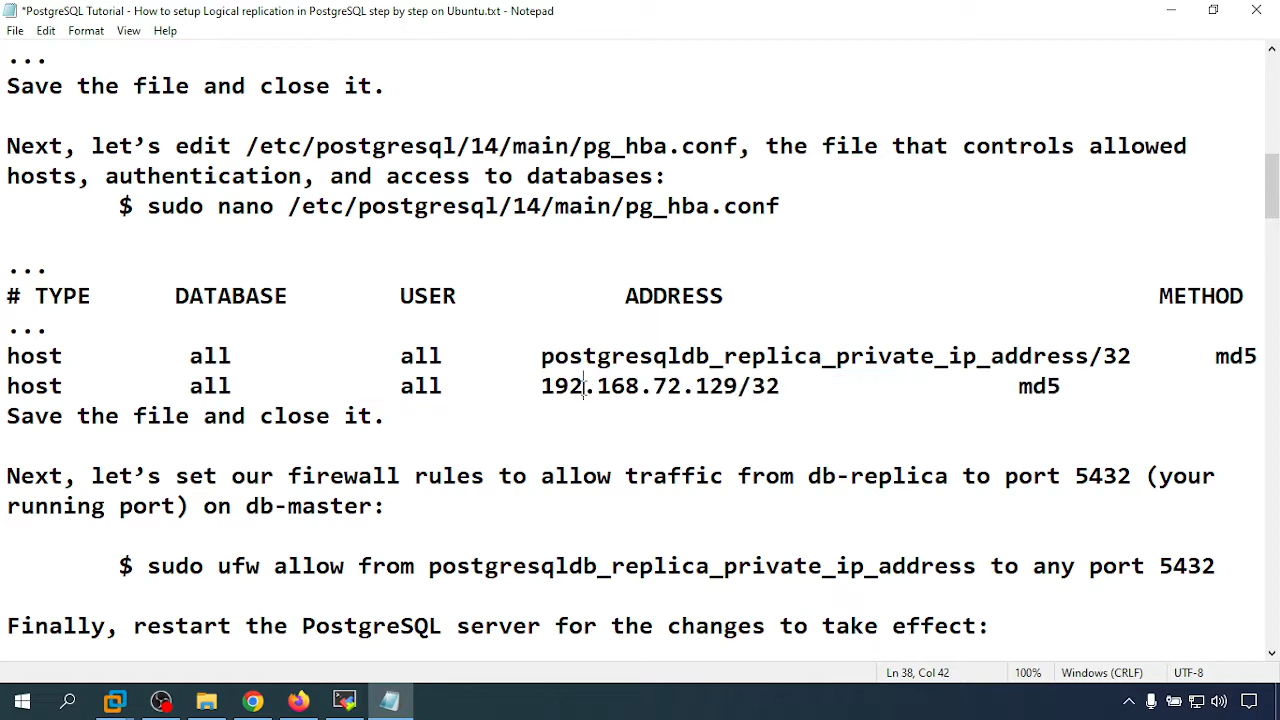 *PostgreSQL Tutorial - How to setup Logical replication in PostgreSQL step by step on Ubuntu.txt - Notepad
File Edit Format View Help
...
Save the file and close it.
Next, let’s edit /etc/postgresql/14/main/pg_hba.conf, the file that controls allowed
hosts, authentication, and access to databases:
$ sudo nano /etc/postgresql/14/main/pg_hba.conf
...
# TYPE DATABASE USER ADDRESS METHOD
...
host all all postgresqldb_replica_private_ip_address/32 md5
host all all 192.168.72.129/32 md5
Save the file and close it.
Next, let’s set our firewall rules to allow traffic from db-replica to port 5432 (your
running port) on db-master:
$ sudo ufw allow from postgresqldb_replica_private_ip_address to any port 5432
Finally, restart the PostgreSQL server for the changes to take effect:
Ln 38, Col 42 100% Windows (CRLF) UTF-8